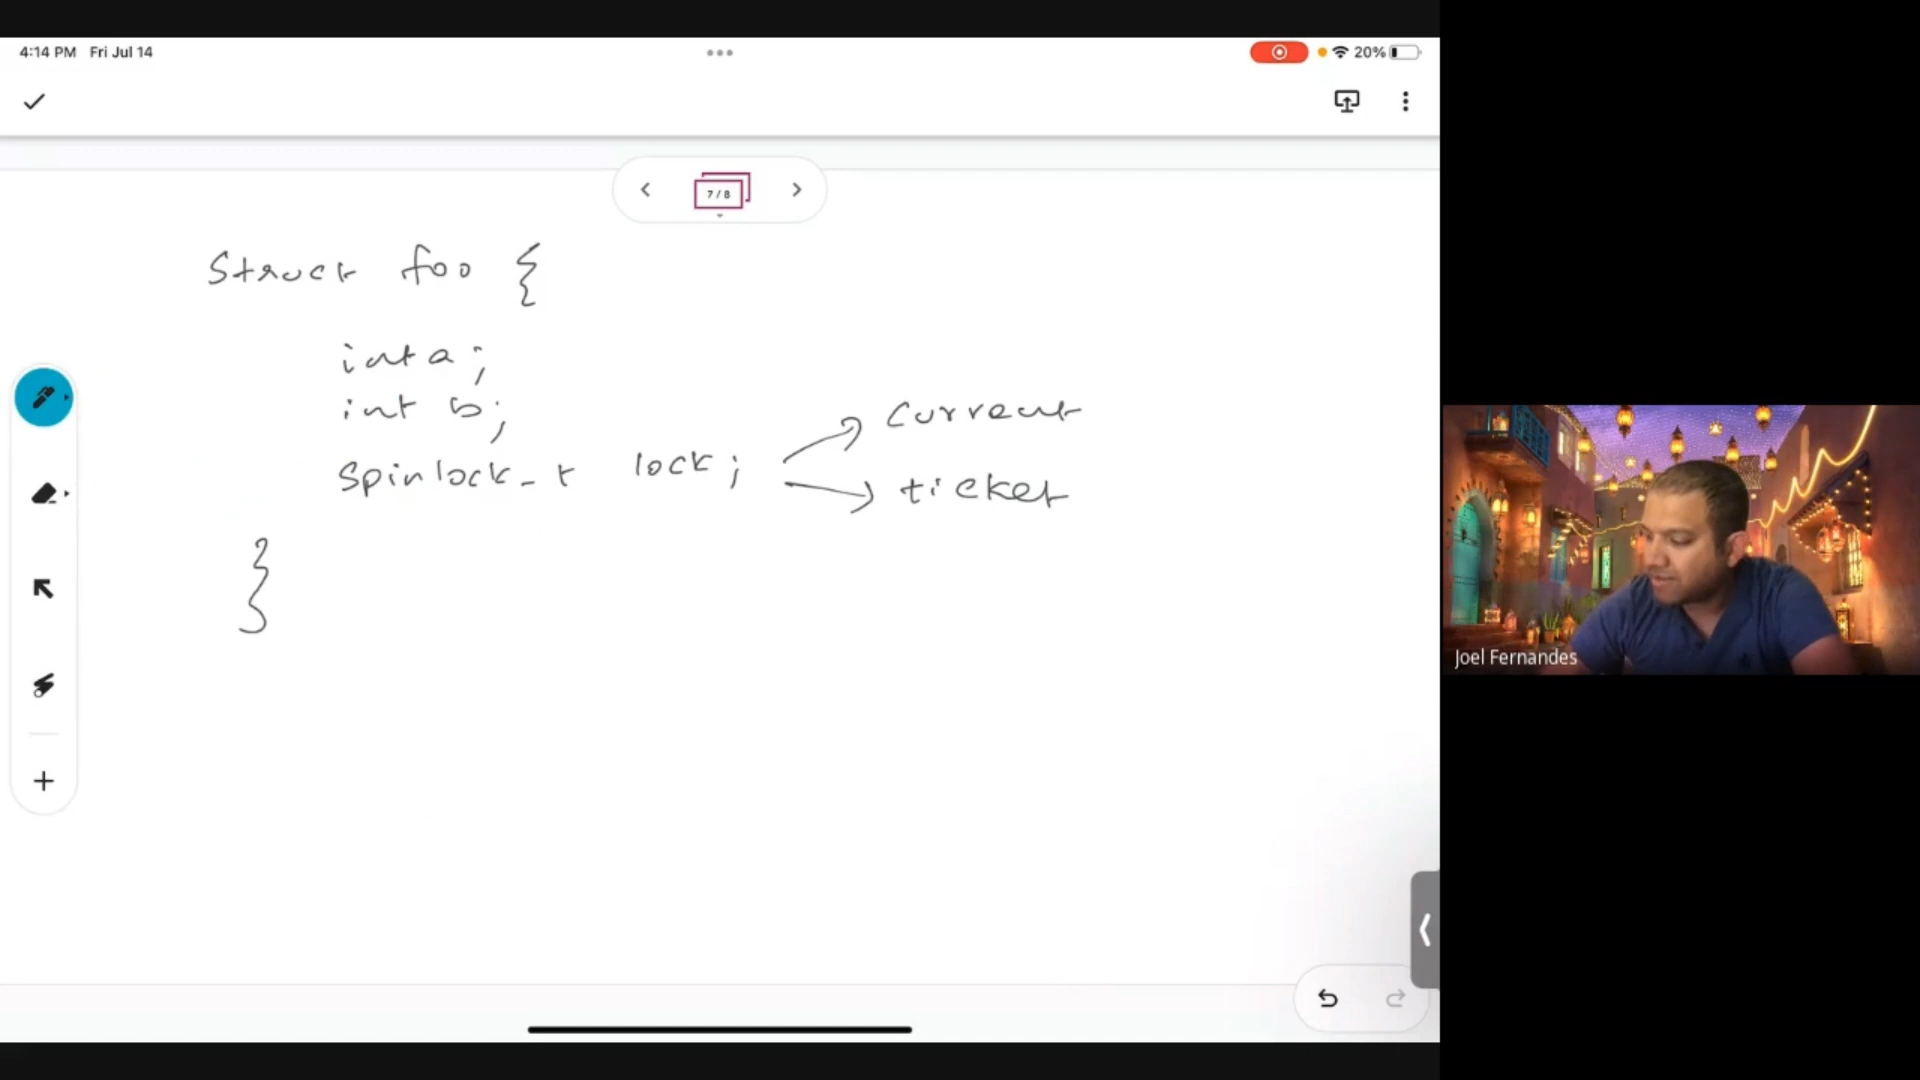 4:14 PM Fri Jul 14
20%
7 / 8
Struct foo {
int a;
int b;
current
spinlock_t lock;
ticket
}
Joel Fernandes